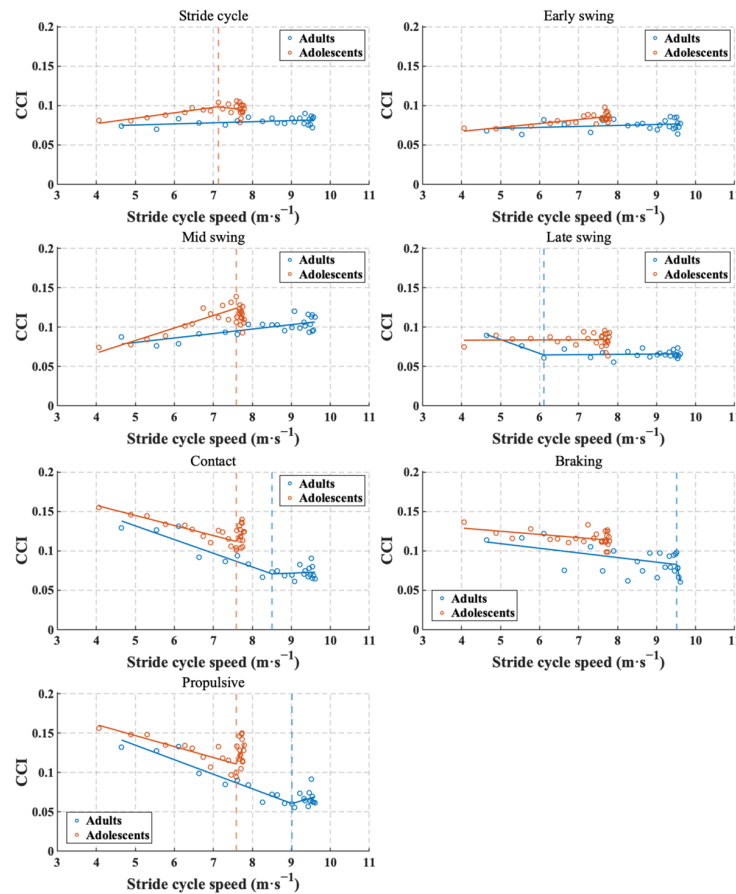 Stride cycle
Early swing
0.2
0.15
0.1
0.05
0
CCI
Adults
Adolescents
3 4 5 6 7 8 9 10 11
Stride cycle speed (m·s⁻¹)
0.2
0.15
0.1
0.05
0
CCI
Adults
Adolescents
3 4 5 6 7 8 9 10 11
Stride cycle speed (m·s⁻¹)
Mid swing
Late swing
0.2
0.15
0.1
0.05
0
CCI
Adults
Adolescents
3 4 5 6 7 8 9 10 11
Stride cycle speed (m·s⁻¹)
0.2
0.15
0.1
0.05
0
CCI
Adults
Adolescents
3 4 5 6 7 8 9 10 11
Stride cycle speed (m·s⁻¹)
Contact
Braking
0.2
0.15
0.1
0.05
0
CCI
Adults
Adolescents
3 4 5 6 7 8 9 10 11
Stride cycle speed (m·s⁻¹)
0.2
0.15
0.1
0.05
0
CCI
Adults
Adolescents
3 4 5 6 7 8 9 10 11
Stride cycle speed (m·s⁻¹)
Propulsive
0.2
0.15
0.1
0.05
0
CCI
Adults
Adolescents
3 4 5 6 7 8 9 10 11
Stride cycle speed (m·s⁻¹)